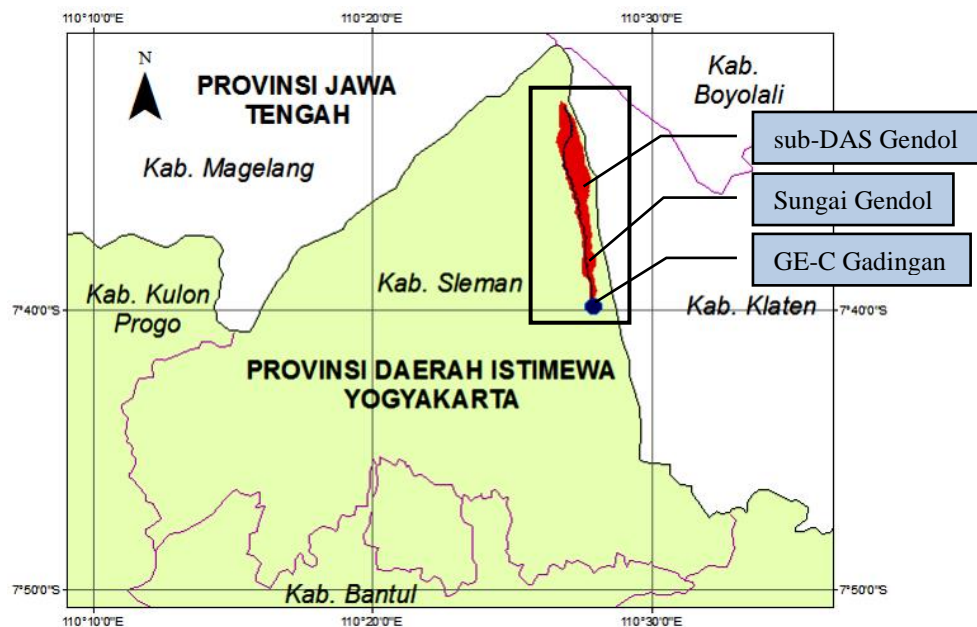 110°10'0"E
110°20'0"E
110°30'0"E
N
PROVINSI JAWA
TENGAH
Kab.
Boyolali
Kab. Magelang
sub-DAS Gendol
Sungai Gendol
GE-C Gadingan
Kab. Kulon
Progo
Kab. Sleman
Kab. Klaten
7°40'0"S
7°40'0"S
PROVINSI DAERAH ISTIMEWA
YOGYAKARTA
7°50'0"S
7°50'0"S
Kab. Bantul
110°10'0"E
110°20'0"E
110°30'0"E